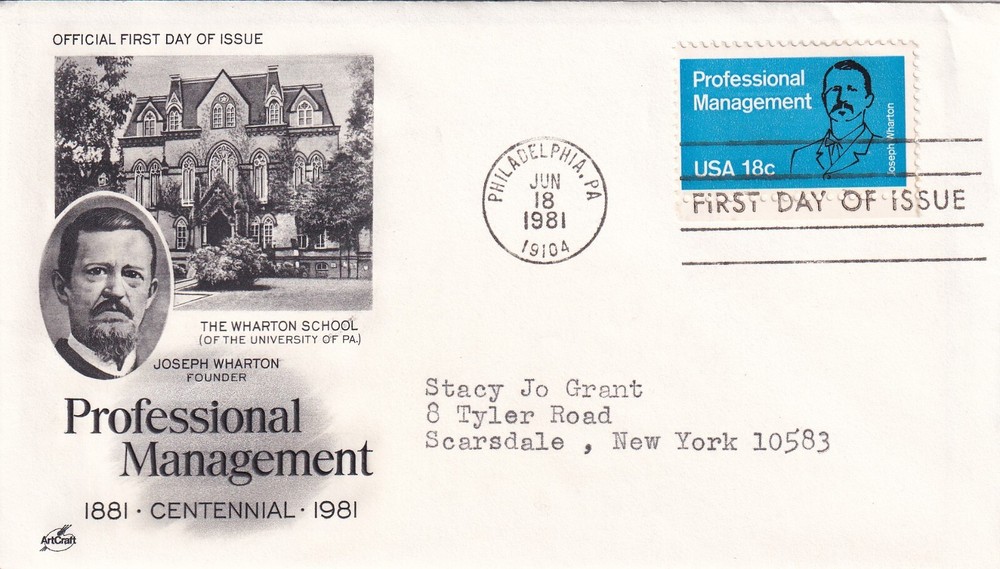 OFFICIAL FIRST DAY OF ISSUE
THE WHARTON SCHOOL
(OF THE UNIVERSITY OF PA.)
JOSEPH WHARTON
FOUNDER
Professional
Management
1881 · CENTENNIAL · 1981
ArtCraft
PHILADELPHIA, PA
JUN
18
1981
19104
Professional
Management
Joseph Wharton
USA 18c
FIRST DAY OF ISSUE
Stacy Jo Grant
8 Tyler Road
Scarsdale , New York 10583